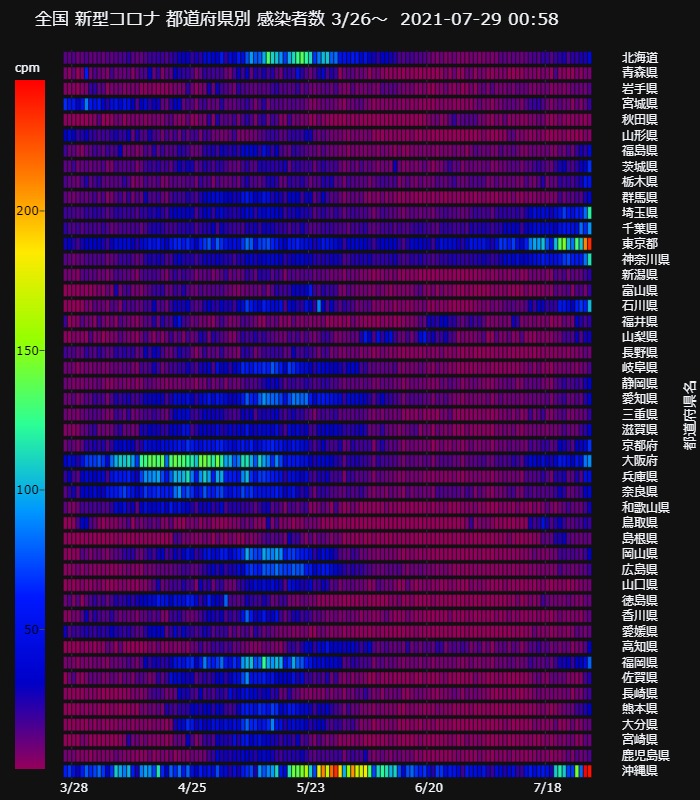 全国 新型コロナ 都道府県別 感染者数 3/26～ 2021-07-29 00:58
cpm
200
150
100
50
北海道
青森県
岩手県
宮城県
秋田県
山形県
福島県
茨城県
栃木県
群馬県
埼玉県
千葉県
東京都
神奈川県
新潟県
富山県
石川県
福井県
山梨県
長野県
岐阜県
静岡県
愛知県
三重県
滋賀県
京都府
大阪府
兵庫県
奈良県
和歌山県
鳥取県
島根県
岡山県
広島県
山口県
徳島県
香川県
愛媛県
高知県
福岡県
佐賀県
長崎県
熊本県
大分県
宮崎県
鹿児島県
沖縄県
都道府県名
3/28 4/25 5/23 6/20 7/18